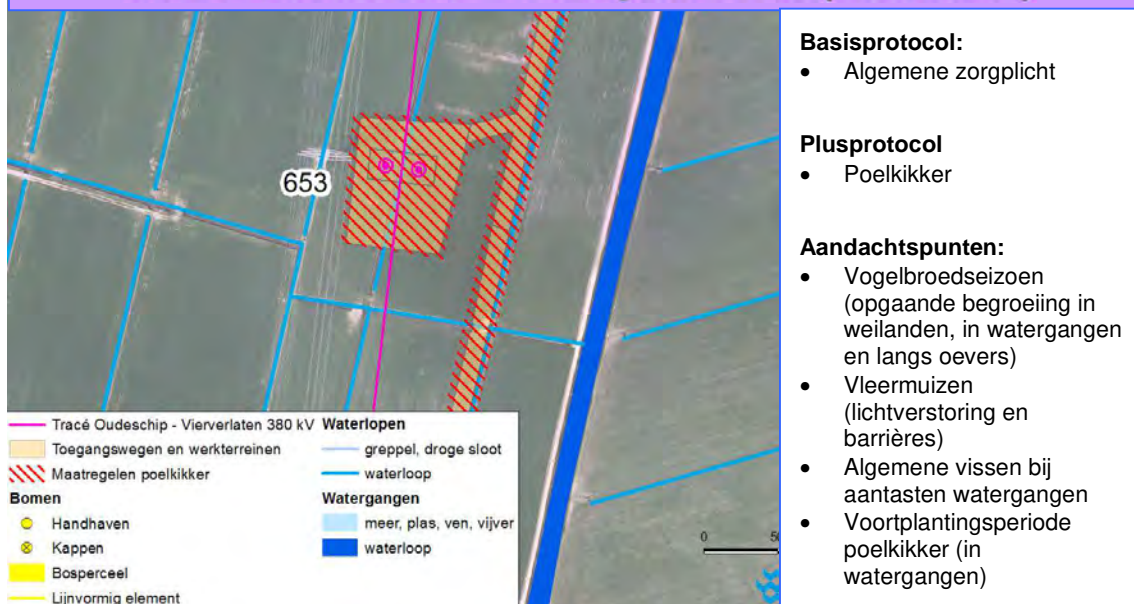 653
Tracé Oudeschip - Vierverlaten 380 kV
Toegangswegen en werkterreinen
Maatregelen poelkikker
Bomen
Handhaven
Kappen
Bosperceel
Lijnvormig element
Waterlopen
greppel, droge sloot
waterloop
Watergangen
meer, plas, ven, vijver
waterloop
0
Basisprotocol:
• Algemene zorgplicht
Plusprotocol
• Poelkikker
Aandachtspunten:
• Vogelbroedseizoen
(opgaande begroeiing in
weilanden, in watergangen
en langs oevers)
• Vleermuizen
(lichtverstoring en
barrières)
• Algemene vissen bij
aantasten watergangen
• Voortplantingsperiode
poelkikker (in
watergangen)